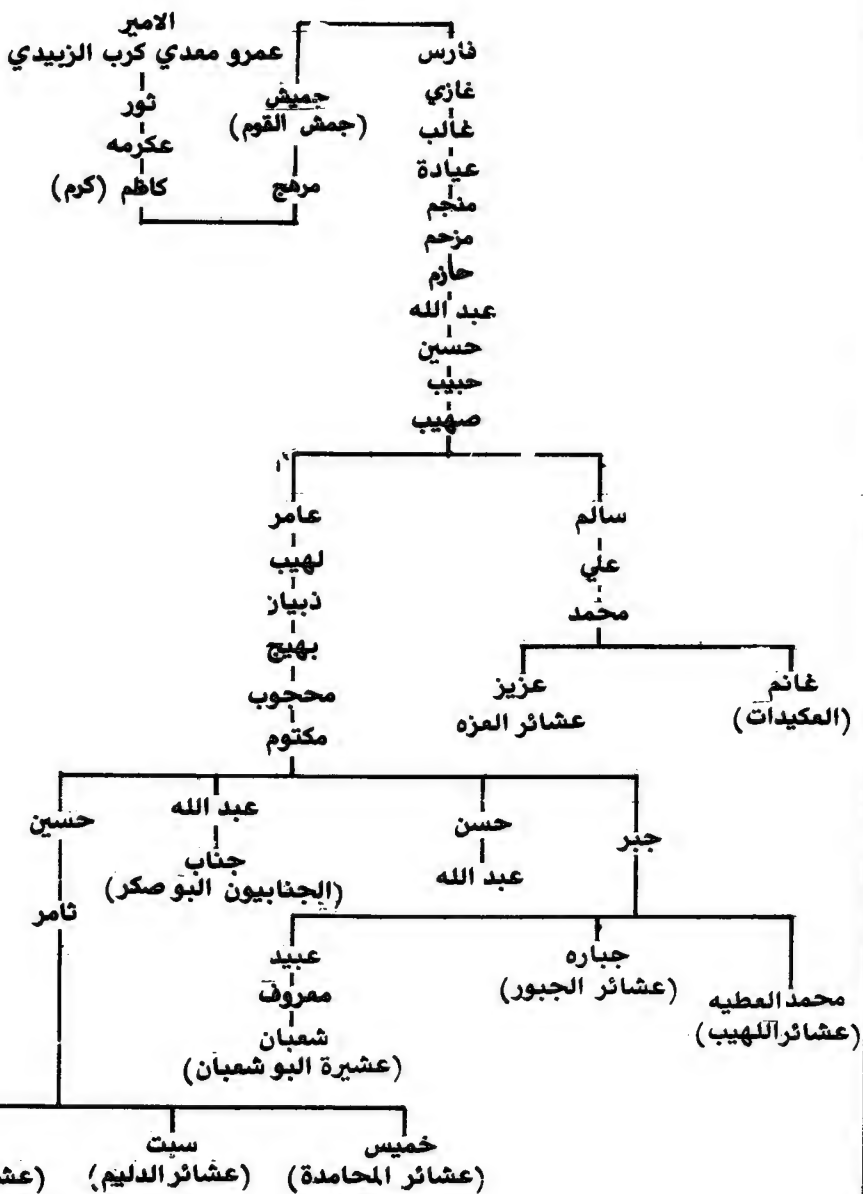 الامير
عمرو معدي كرب الزبيدي
ثور
عكرمه
كاظم (كرم)
مرهج
جميش
(جمش القوم)
فارس
غازي
غالب
عيادة
منجم
مزحم
حازم
عبد الله
حسين
حبيب
صهيب
سالم
علي
محمد
غانم
(العكيدات)
عزيز
عشائر العزه
عامر
لهيب
ذبيان
بهيج
محجوب
مكتوم
جبر
حسن
عبد الله
عبد الله
جناب
(الجنابيون البو صكر)
حسين
ثامر
محمد العطيه
(عشائر اللهيب)
جباره
(عشائر الجبور)
عبيد
معروف
شعبان
(عشيرة البو شعبان)
خميس
(عشائر المحامدة)
سبت
(عشائر الدليم)